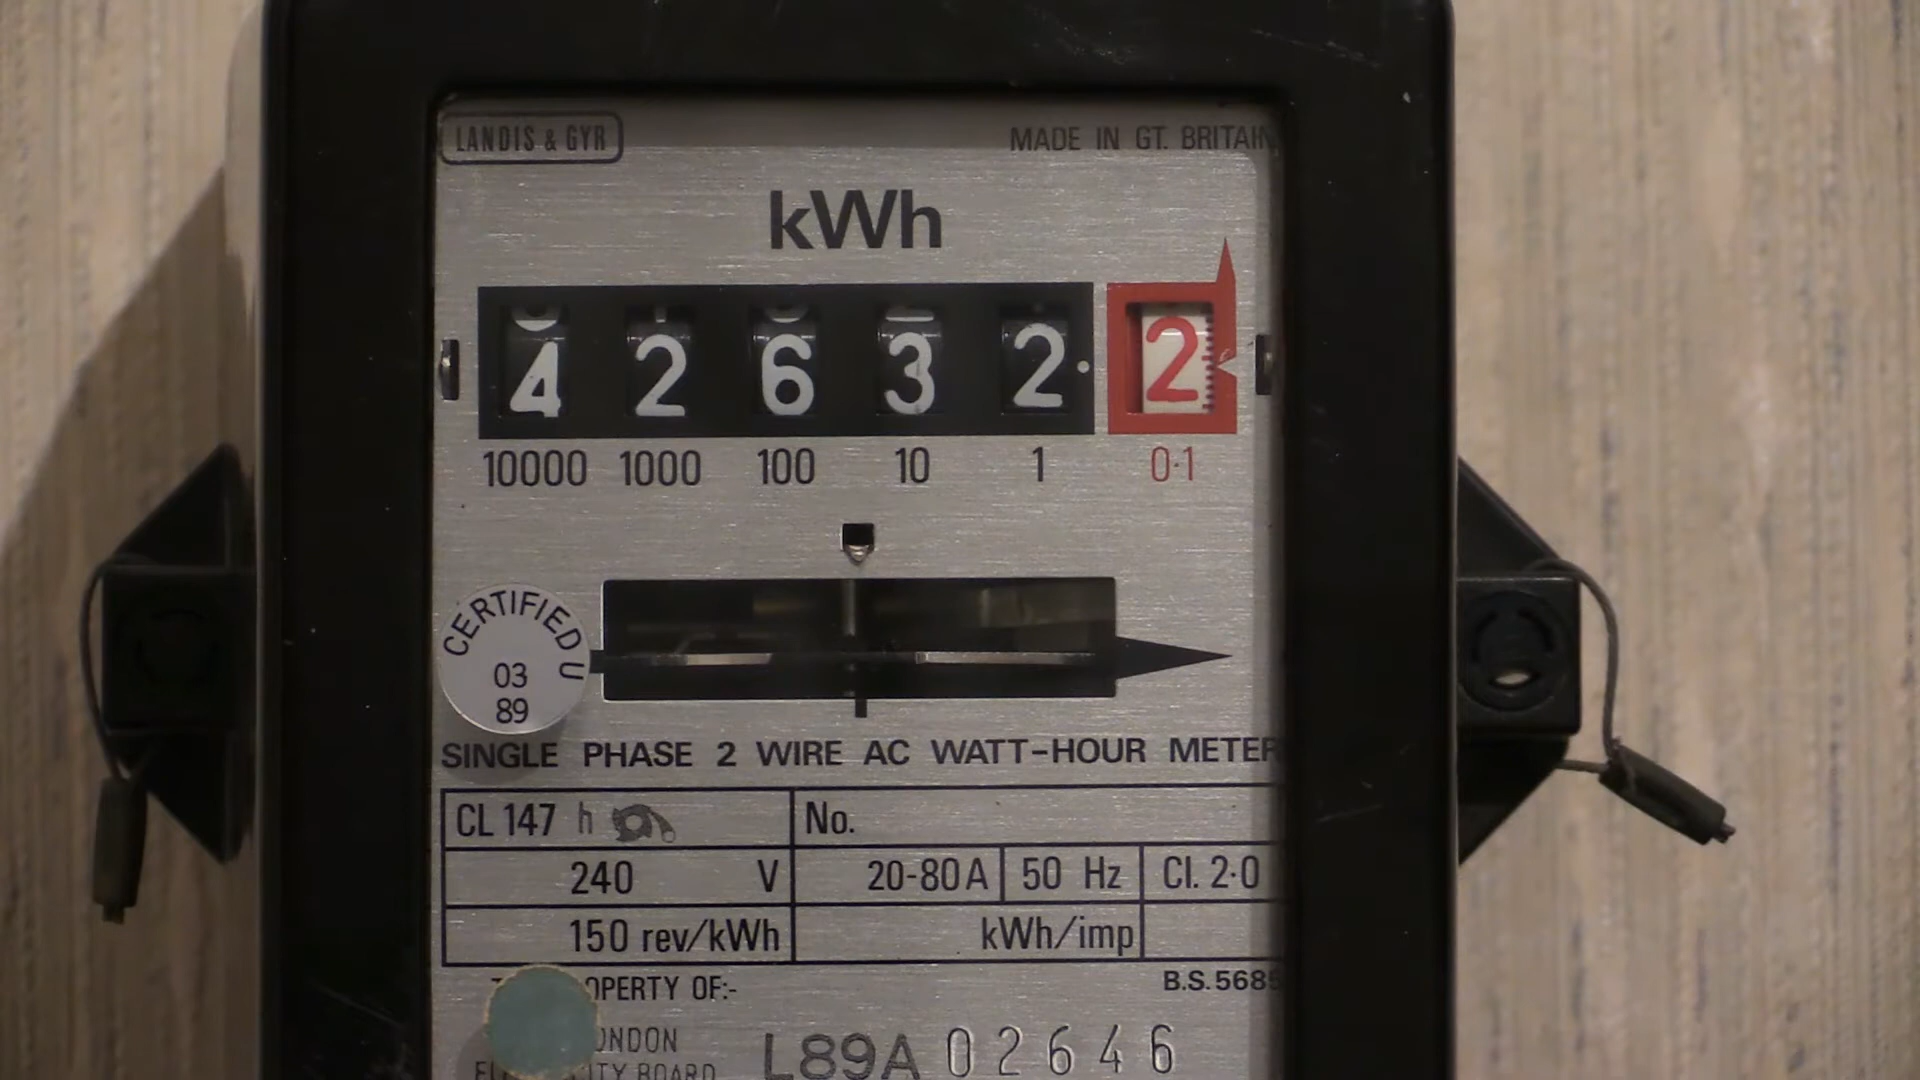 LANDIS & GYR MADE IN GT. BRITAIN
kWh
4 2 6 3 2 · 2
10000 1000 100 10 1 0·1
CERTIFIED U
03
89
SINGLE PHASE 2 WIRE AC WATT-HOUR METER
CL 147 h No.
240 V 20-80 A 50 Hz Cl. 2·0
150 rev/kWh kWh/imp
OPERTY OF:- B.S. 5685
ONDON L89A 02646
BOARD